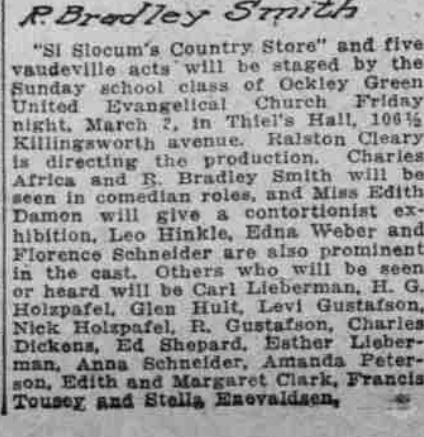 R. Bradley Smith
"Si Slocum's Country Store" and five
vaudeville acts will be staged by the
Sunday school class of Ockley Green
United Evangelical Church Friday
night, March 2, in Thiel's Hall, 106½
Killingsworth avenue. Ralston Cleary
is directing the production. Charles
Africa and R. Bradley Smith will be
seen in comedian roles, and Miss Edith
Damon will give a contortionist ex-
hibition, Leo Hinkle, Edna Weber and
Florence Schneider are also prominent
in the cast. Others who will be seen
or heard will be Carl Lieberman, H. G.
Holzpafel, Glen Hult, Levi Gustafson,
Nick Holzpafel, R. Gustafson, Charles
Dickens, Ed Shepard, Esther Lieber-
man, Anna Schneider, Amanda Peter-
son, Edith and Margaret Clark, Francis
Tousey and Stella Enevaldsen,